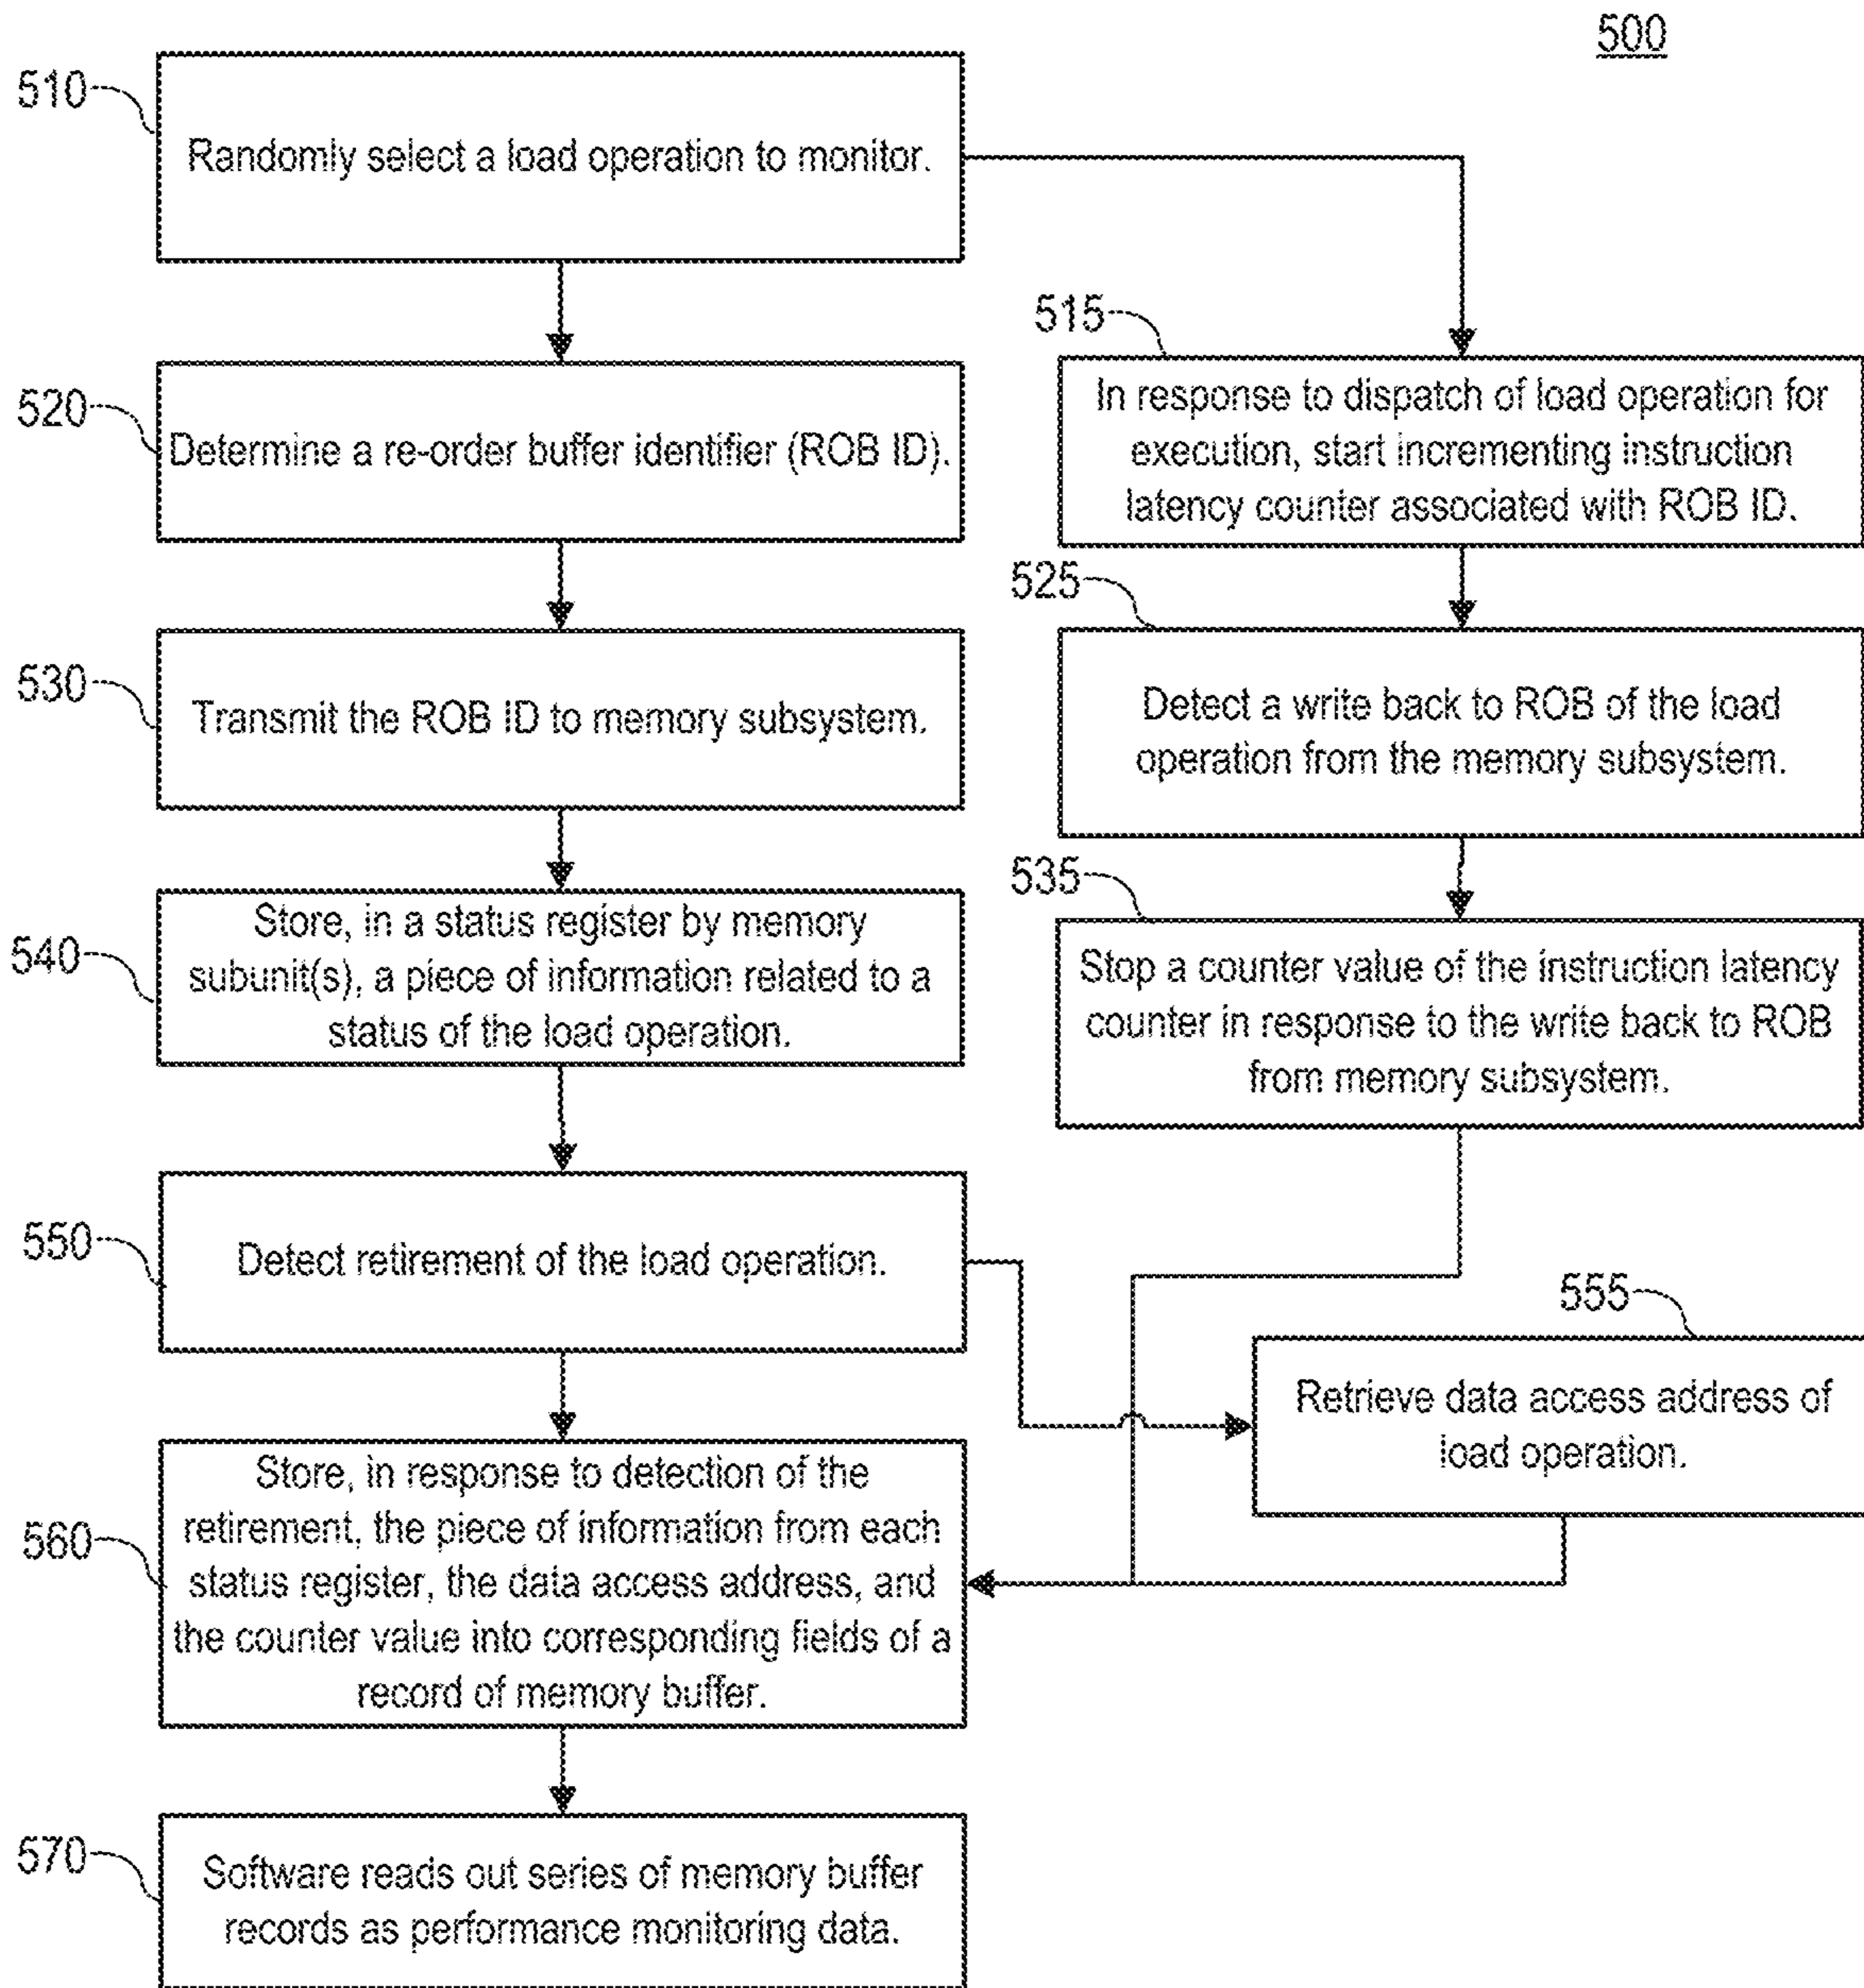 500
510
Randomly select a load operation to monitor.
520
Determine a re-order buffer identifier (ROB ID).
530
Transmit the ROB ID to memory subsystem.
540
Store, in a status register by memory
subunit(s), a piece of information related to a
status of the load operation.
550
Detect retirement of the load operation.
560
Store, in response to detection of the
retirement, the piece of information from each
status register, the data access address, and
the counter value into corresponding fields of a
record of memory buffer.
570
Software reads out series of memory buffer
records as performance monitoring data.
515
In response to dispatch of load operation for
execution, start incrementing instruction
latency counter associated with ROB ID.
525
Detect a write back to ROB of the load
operation from the memory subsystem.
535
Stop a counter value of the instruction latency
counter in response to the write back to ROB
from memory subsystem.
555
Retrieve data access address of
load operation.